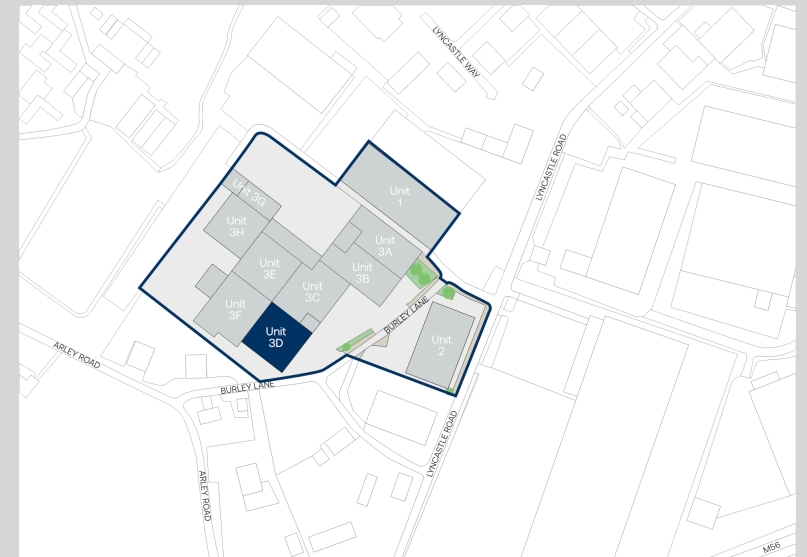 LYNCASTLE WAY
LYNCASTLE ROAD
Unit 3G
Unit
1
Unit
3H
Unit
3A
Unit
3E
Unit
3B
Unit
3C
Unit
3F
BURLEY LANE
Unit
3D
Unit
2
ARLEY ROAD
BURLEY LANE
LYNCASTLE ROAD
ARLEY ROAD
M56